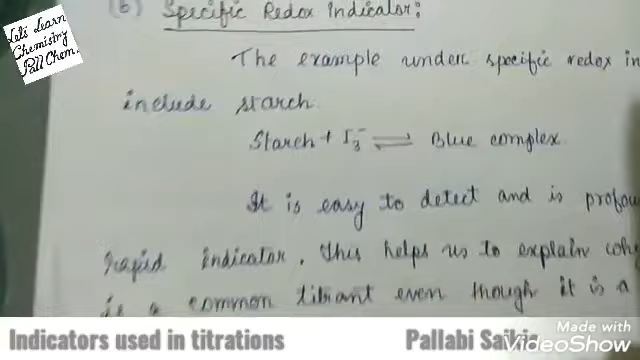 Let's Learn
Chemistry
Pall Chem.
(b) Specific Redox Indicator:
The example under specific redox in
include starch.
Starch + I₃⁻ ⇌ Blue complex.
It is easy to detect and is profou
rapid indicator. This helps us to explain
is a common titrant even though it is a
Indicators used in titrations
Pallabi Saikia
Made with
VideoShow